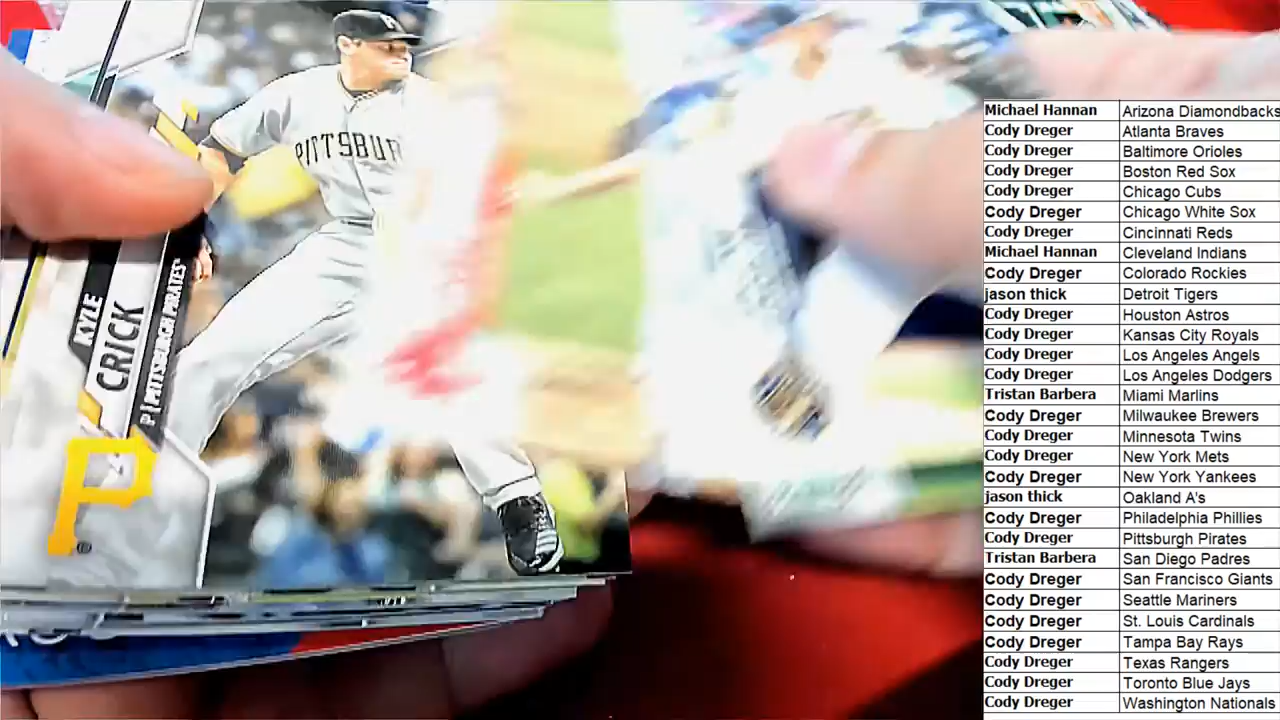 PITTSBUR
KYLE
CRICK
P | PITTSBURGH PIRATES
P
Michael Hannan Arizona Diamondbacks
Cody Dreger Atlanta Braves
Cody Dreger Baltimore Orioles
Cody Dreger Boston Red Sox
Cody Dreger Chicago Cubs
Cody Dreger Chicago White Sox
Cody Dreger Cincinnati Reds
Michael Hannan Cleveland Indians
Cody Dreger Colorado Rockies
jason thick Detroit Tigers
Cody Dreger Houston Astros
Cody Dreger Kansas City Royals
Cody Dreger Los Angeles Angels
Cody Dreger Los Angeles Dodgers
Tristan Barbera Miami Marlins
Cody Dreger Milwaukee Brewers
Cody Dreger Minnesota Twins
Cody Dreger New York Mets
Cody Dreger New York Yankees
jason thick Oakland A's
Cody Dreger Philadelphia Phillies
Cody Dreger Pittsburgh Pirates
Tristan Barbera San Diego Padres
Cody Dreger San Francisco Giants
Cody Dreger Seattle Mariners
Cody Dreger St. Louis Cardinals
Cody Dreger Tampa Bay Rays
Cody Dreger Texas Rangers
Cody Dreger Toronto Blue Jays
Cody Dreger Washington Nationals